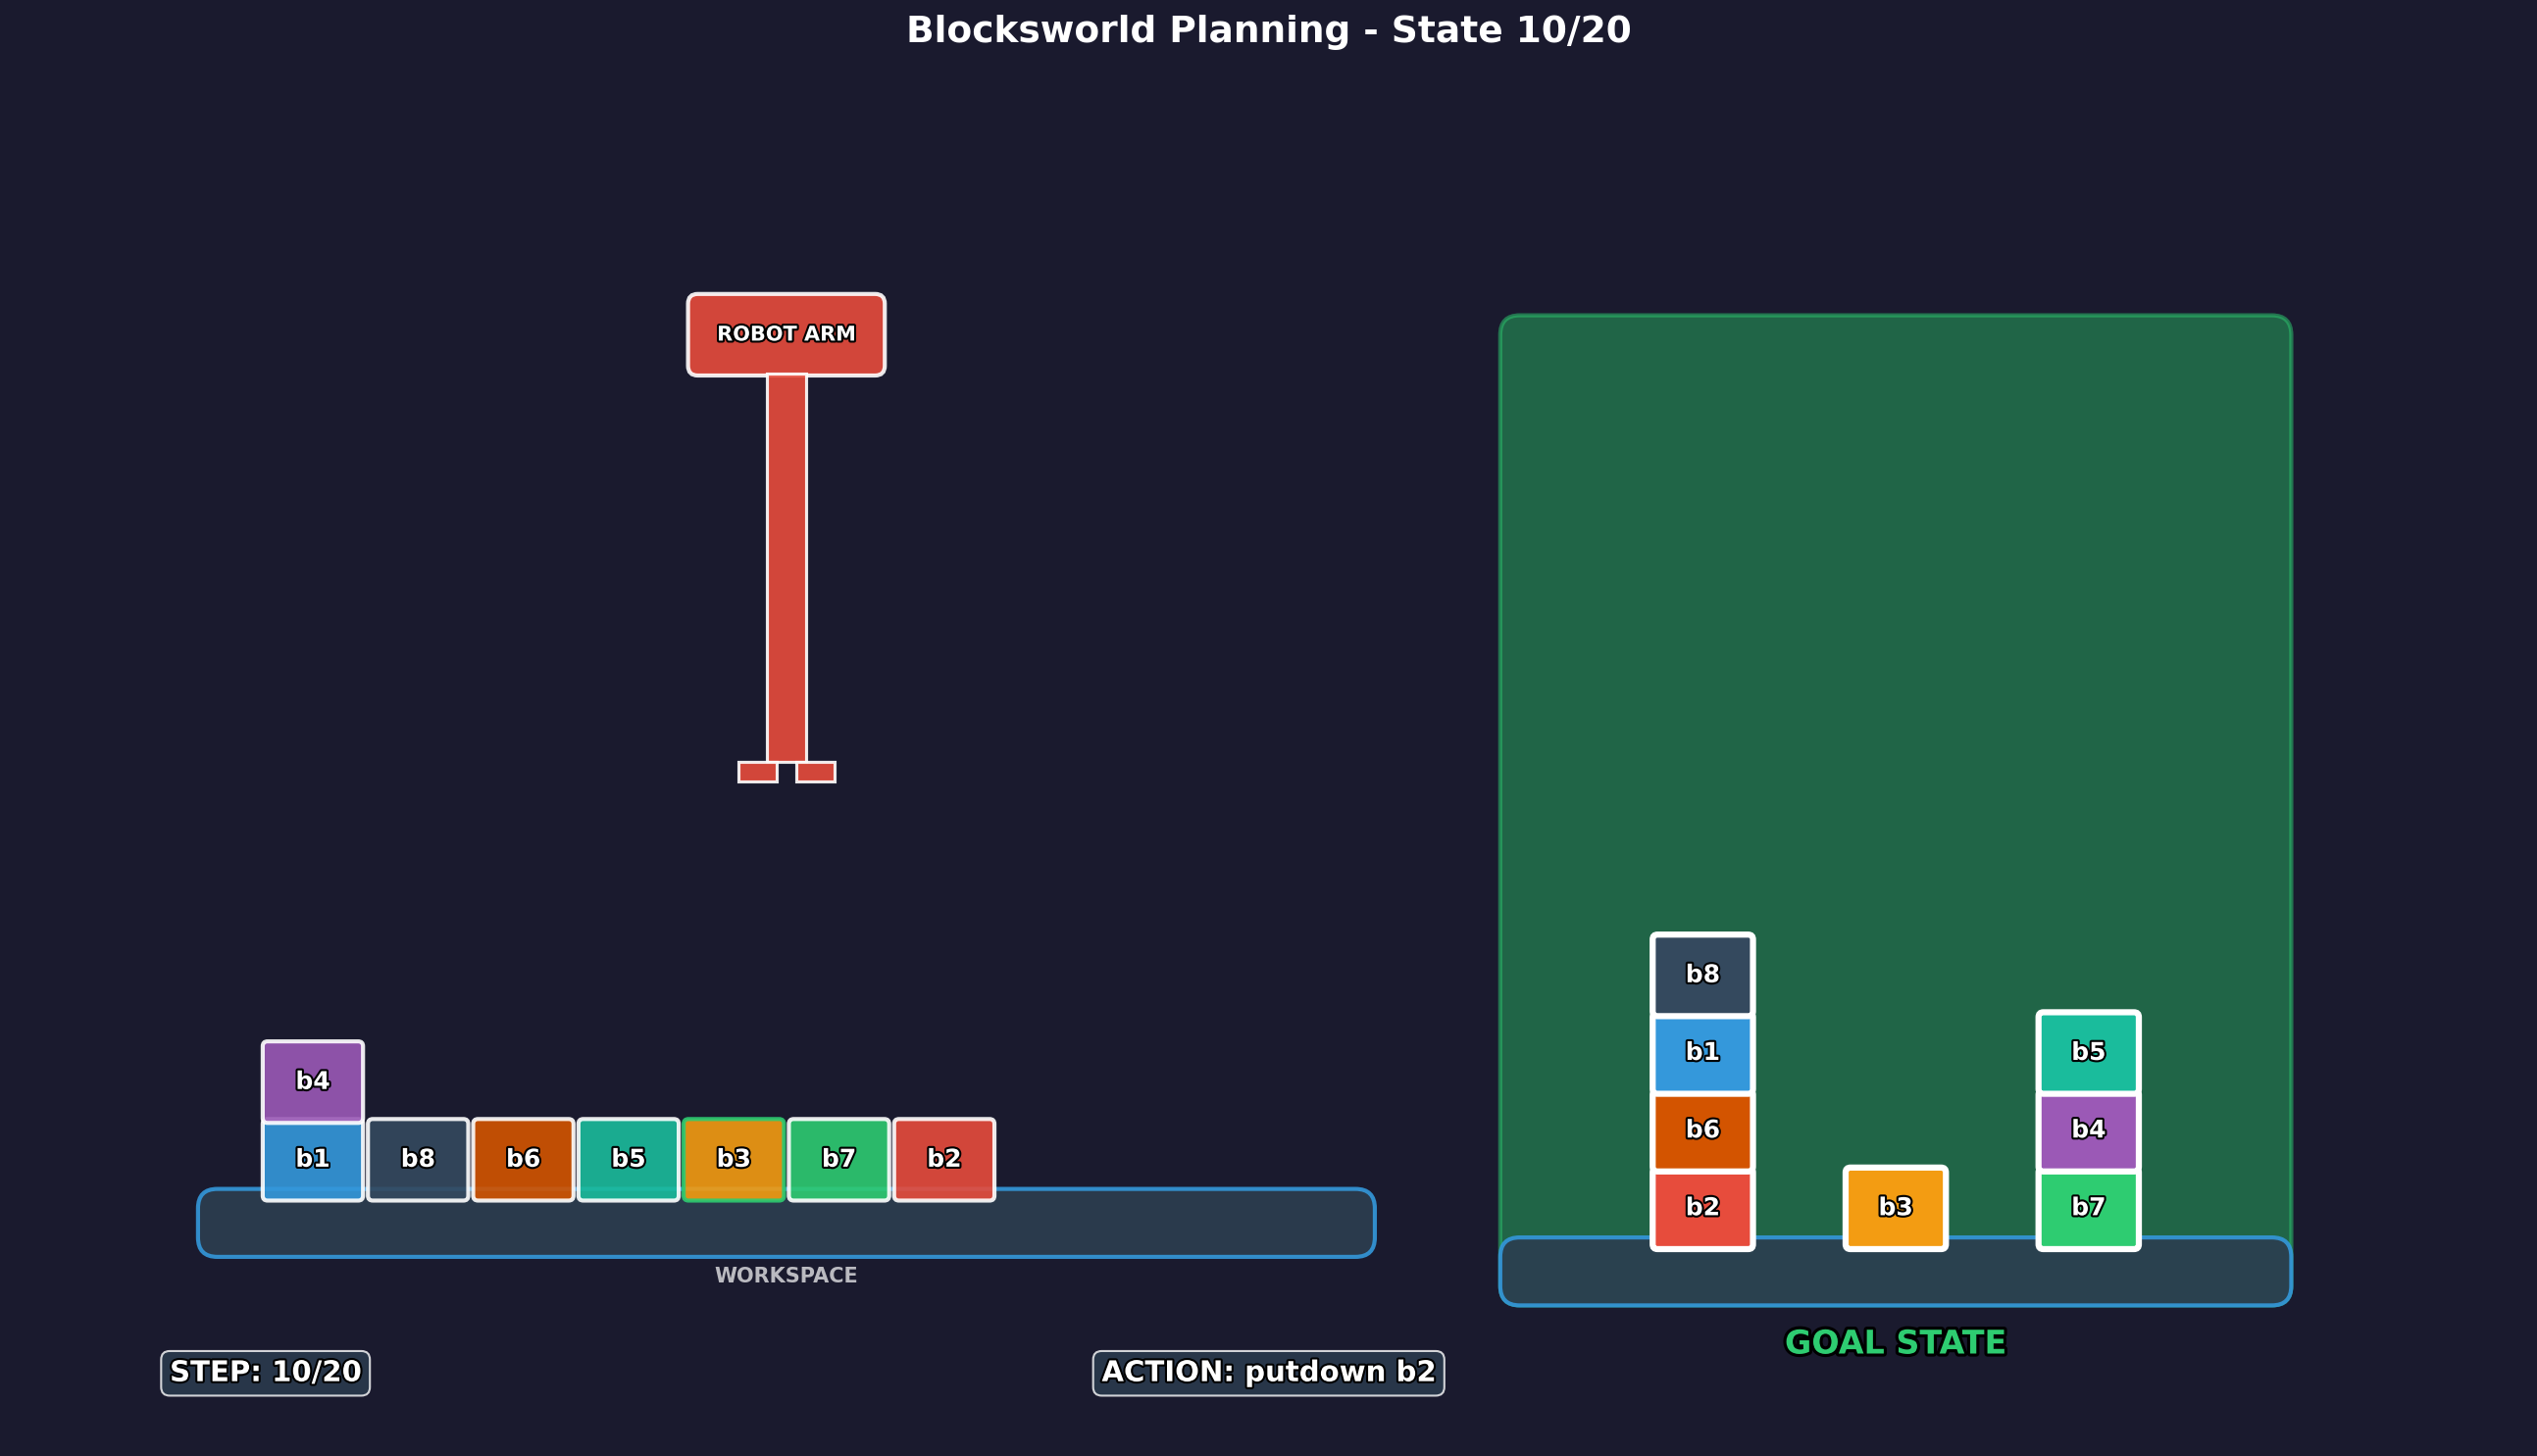 Blocksworld Planning - State 10/20
ROBOT ARM
b4
b1 b8 b6 b5 b3 b7 b2
WORKSPACE
b8
b1 b5
b6 b4
b2 b3 b7
GOAL STATE
STEP: 10/20
ACTION: putdown b2